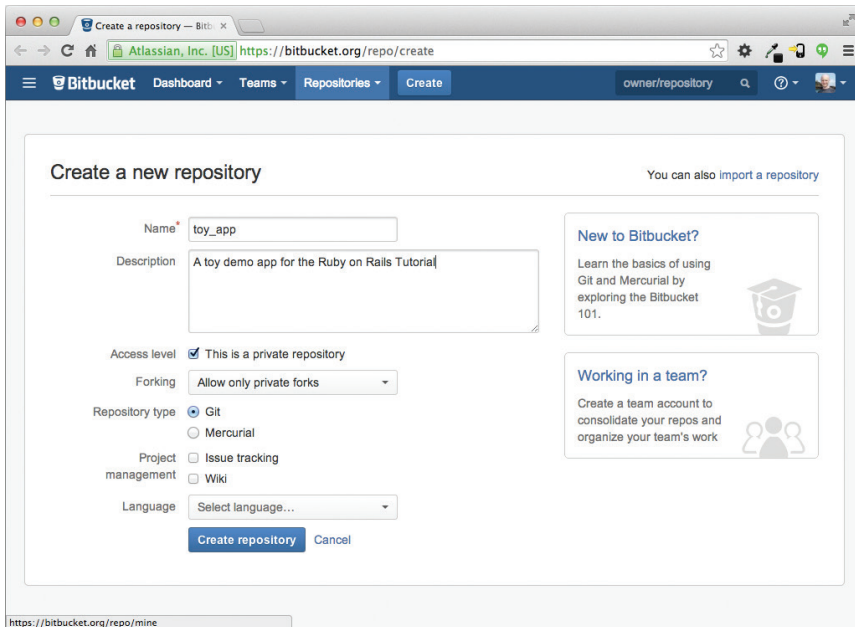 Create a repository — Bitb
Atlassian, Inc. [US] https://bitbucket.org/repo/create
Bitbucket Dashboard Teams Repositories Create owner/repository
Create a new repository
You can also import a repository
Name* toy_app
Description A toy demo app for the Ruby on Rails Tutorial
Access level This is a private repository
Forking Allow only private forks
Repository type Git
Mercurial
Project management Issue tracking
Wiki
Language Select language...
Create repository Cancel
New to Bitbucket?
Learn the basics of using
Git and Mercurial by
exploring the Bitbucket
101.
Working in a team?
Create a team account to
consolidate your repos and
organize your team's work
https://bitbucket.org/repo/mine